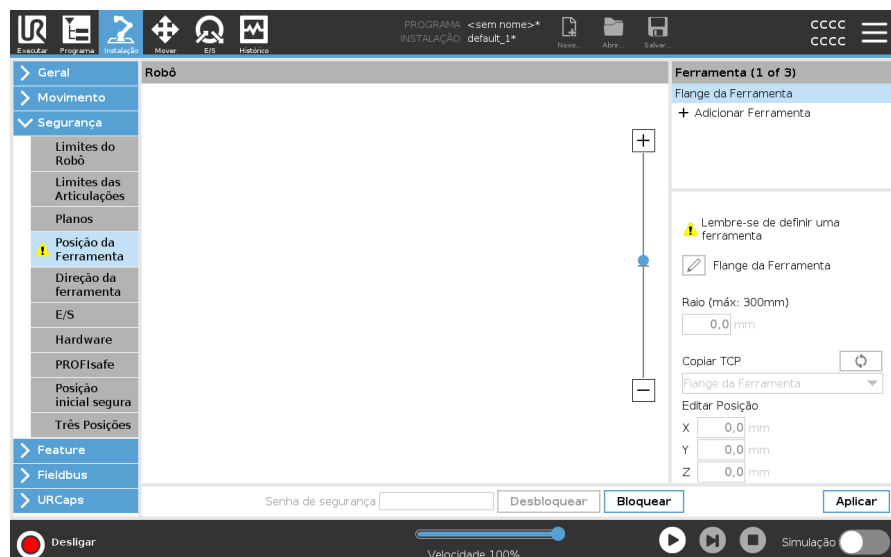 PROGRAMA <sem nome>*
INSTALAÇÃO default_1*
cccc
cccc
Executar
Programa
Instalação
Mover
E/S
Histórico
Novo...
Abrir...
Salvar...
Geral
Movimento
Segurança
Limites do
Robô
Limites das
Articulações
Planos
Posição da
Ferramenta
Direção da
ferramenta
E/S
Hardware
PROFIsafe
Posição
inicial segura
Três Posições
Feature
Fieldbus
URCaps
Robô
Ferramenta (1 of 3)
Flange da Ferramenta
+ Adicionar Ferramenta
Lembre-se de definir uma
ferramenta
Flange da Ferramenta
Raio (máx: 300mm)
0,0 mm
Copiar TCP
Flange da Ferramenta
Editar Posição
X 0,0 mm
Y 0,0 mm
Z 0,0 mm
Senha de segurança
Desbloquear
Bloquear
Aplicar
Desligar
Velocidade 100%
Simulação